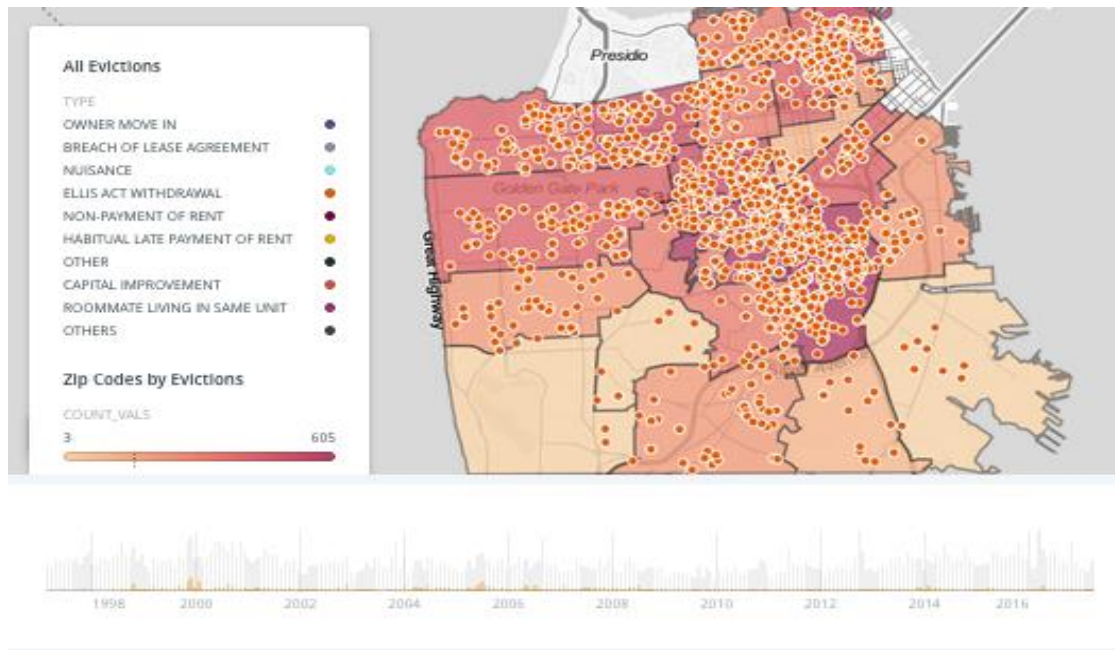 All Evictions
TYPE
OWNER MOVE IN
BREACH OF LEASE AGREEMENT
NUISANCE
ELLIS ACT WITHDRAWAL
NON-PAYMENT OF RENT
HABITUAL LATE PAYMENT OF RENT
OTHER
CAPITAL IMPROVEMENT
ROOMMATE LIVING IN SAME UNIT
OTHERS
Zip Codes by Evictions
COUNT_VALS
3 605
Presidio
Golden Gate Park
Great Highway
1998 2000 2002 2004 2006 2008 2010 2012 2014 2016